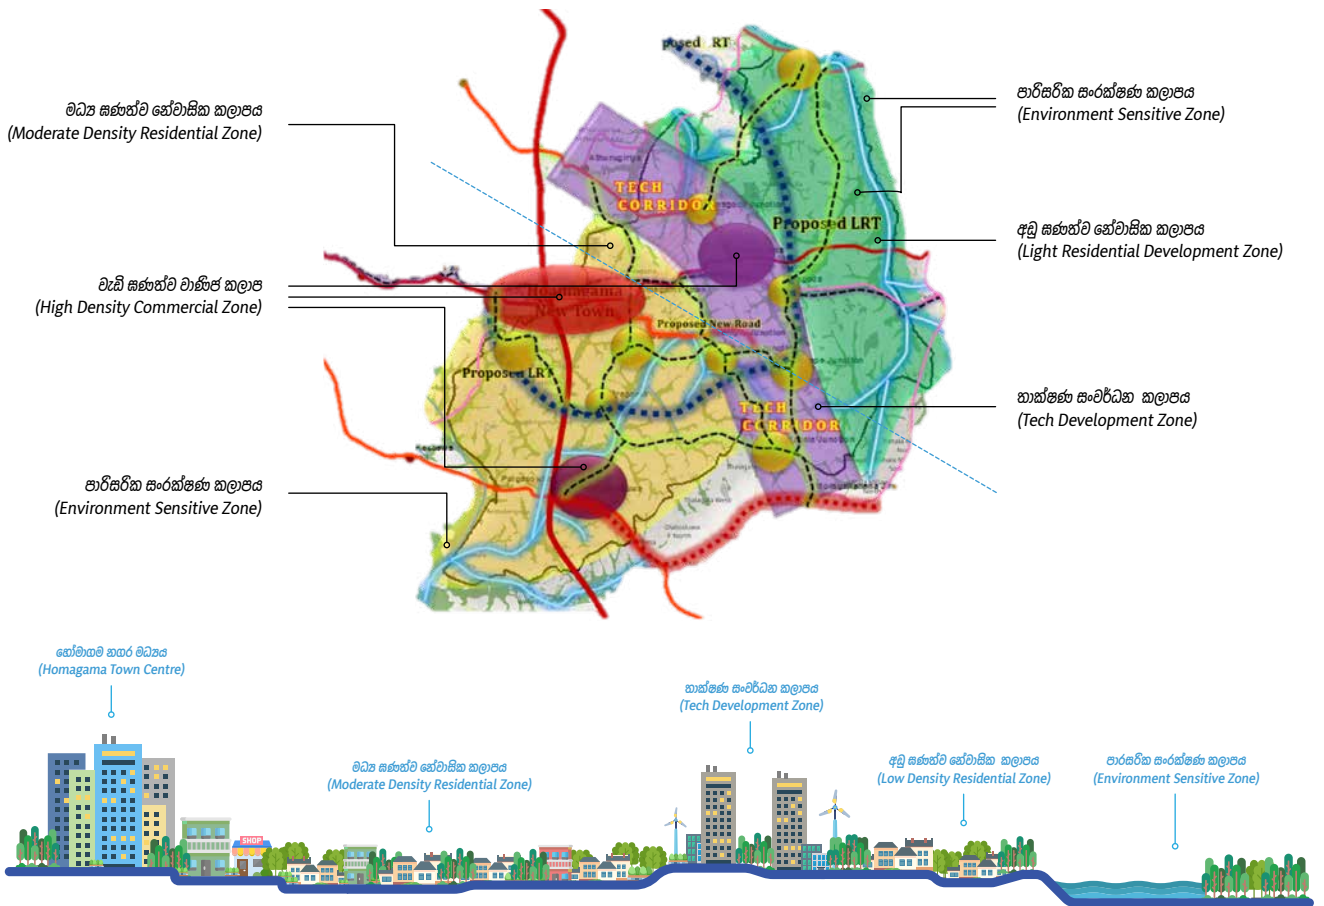 මධ්‍ය ඝණත්ව නේවාසික කලාපය
(Moderate Density Residential Zone)
වැඩි ඝණත්ව වාණිජ කලාප
(High Density Commercial Zone)
පාරිසරික සංරක්ෂණ කලාපය
(Environment Sensitive Zone)
posed RT
Athurugiriya
TECH
CORRIDOR
Proposed LRT
Hoamagama
New Town
Proposed New Road
Proposed LRT
TECH
CORRIDOR
පාරිසරික සංරක්ෂණ කලාපය
(Environment Sensitive Zone)
අඩු ඝණත්ව නේවාසික කලාපය
(Light Residential Development Zone)
තාක්ෂණ සංවර්ධන කලාපය
(Tech Development Zone)
හෝමාගම නගර මධ්‍යය
(Homagama Town Centre)
මධ්‍ය ඝණත්ව නේවාසික කලාපය
(Moderate Density Residential Zone)
තාක්ෂණ සංවර්ධන කලාපය
(Tech Development Zone)
අඩු ඝණත්ව නේවාසික කලාපය
(Low Density Residential Zone)
පාරසරික සංරක්ෂණ කලාපය
(Environment Sensitive Zone)
SHOP